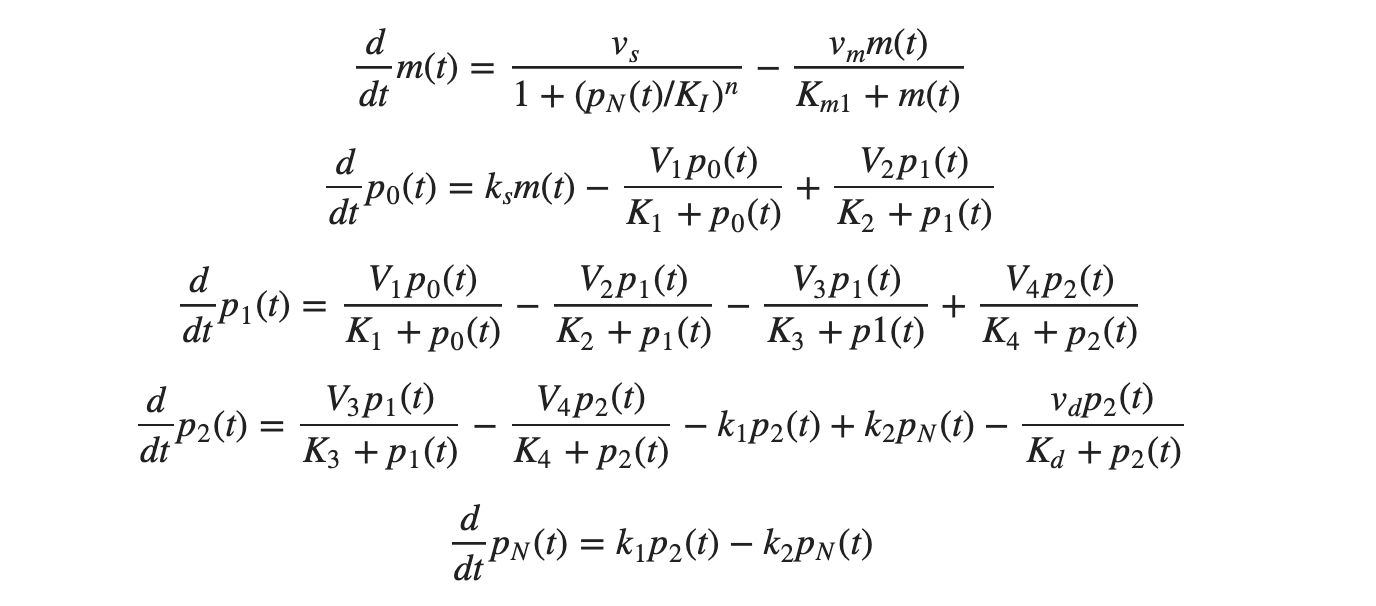 d/dt m(t) = v_s / (1 + (p_N(t)/K_I)^n) − v_m m(t) / (K_m1 + m(t))
d/dt p_0(t) = k_s m(t) − V_1 p_0(t) / (K_1 + p_0(t)) + V_2 p_1(t) / (K_2 + p_1(t))
d/dt p_1(t) = V_1 p_0(t) / (K_1 + p_0(t)) − V_2 p_1(t) / (K_2 + p_1(t)) − V_3 p_1(t) / (K_3 + p1(t)) + V_4 p_2(t) / (K_4 + p_2(t))
d/dt p_2(t) = V_3 p_1(t) / (K_3 + p_1(t)) − V_4 p_2(t) / (K_4 + p_2(t)) − k_1 p_2(t) + k_2 p_N(t) − v_d p_2(t) / (K_d + p_2(t))
d/dt p_N(t) = k_1 p_2(t) − k_2 p_N(t)